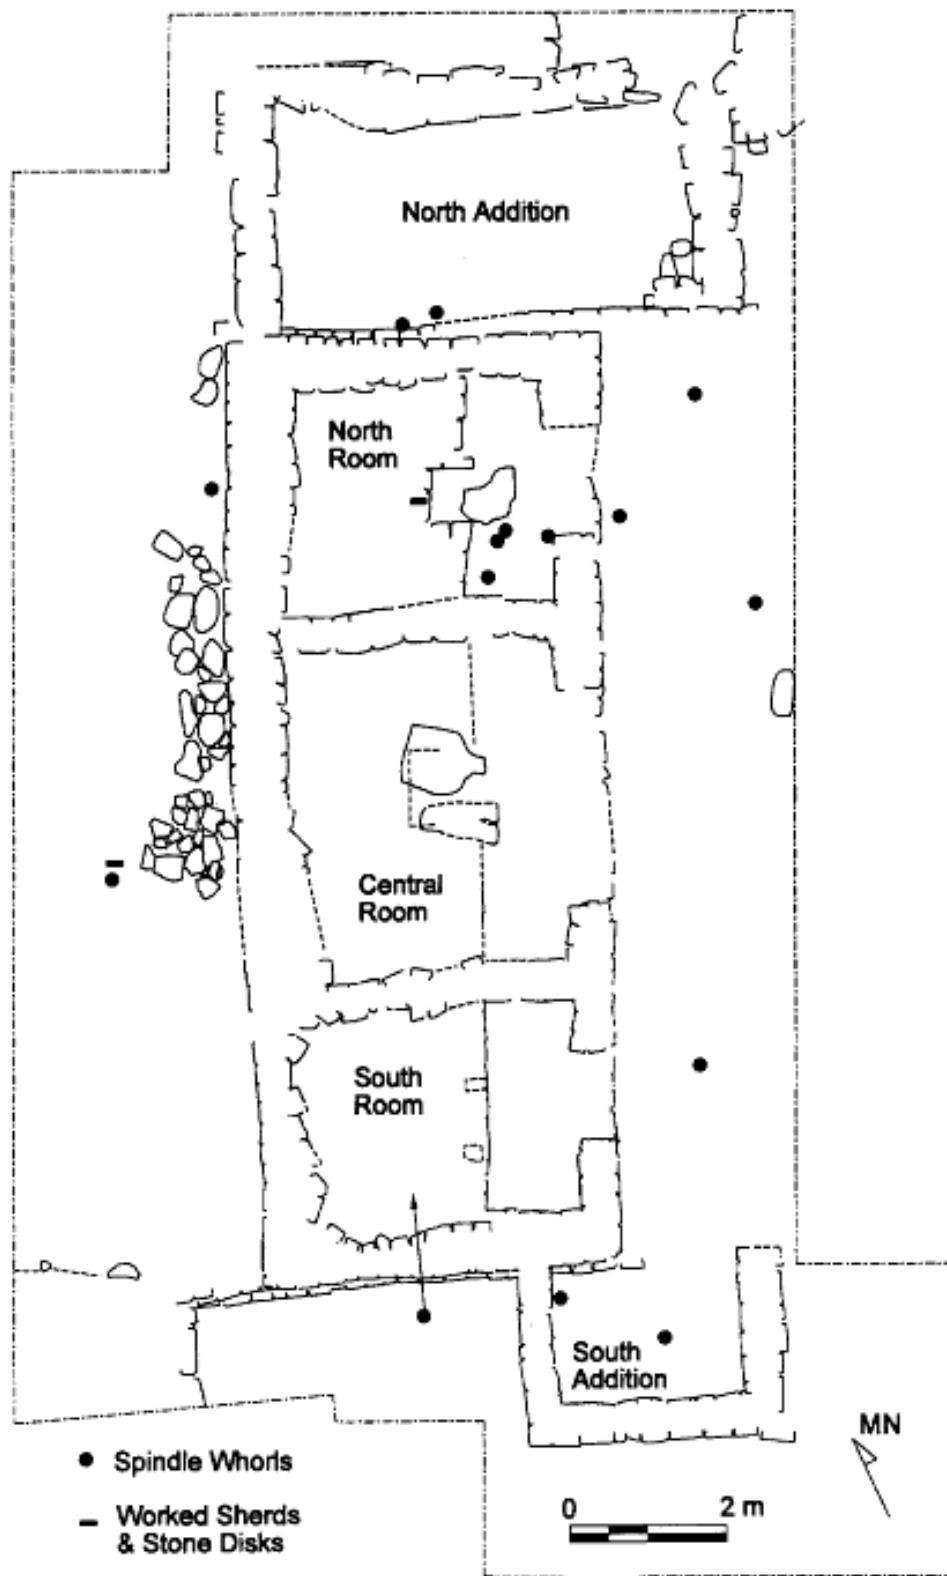 North Addition
North
Room
Central
Room
South
Room
South
Addition
MN
Spindle Whorls
Worked Sherds
& Stone Disks
0 2 m